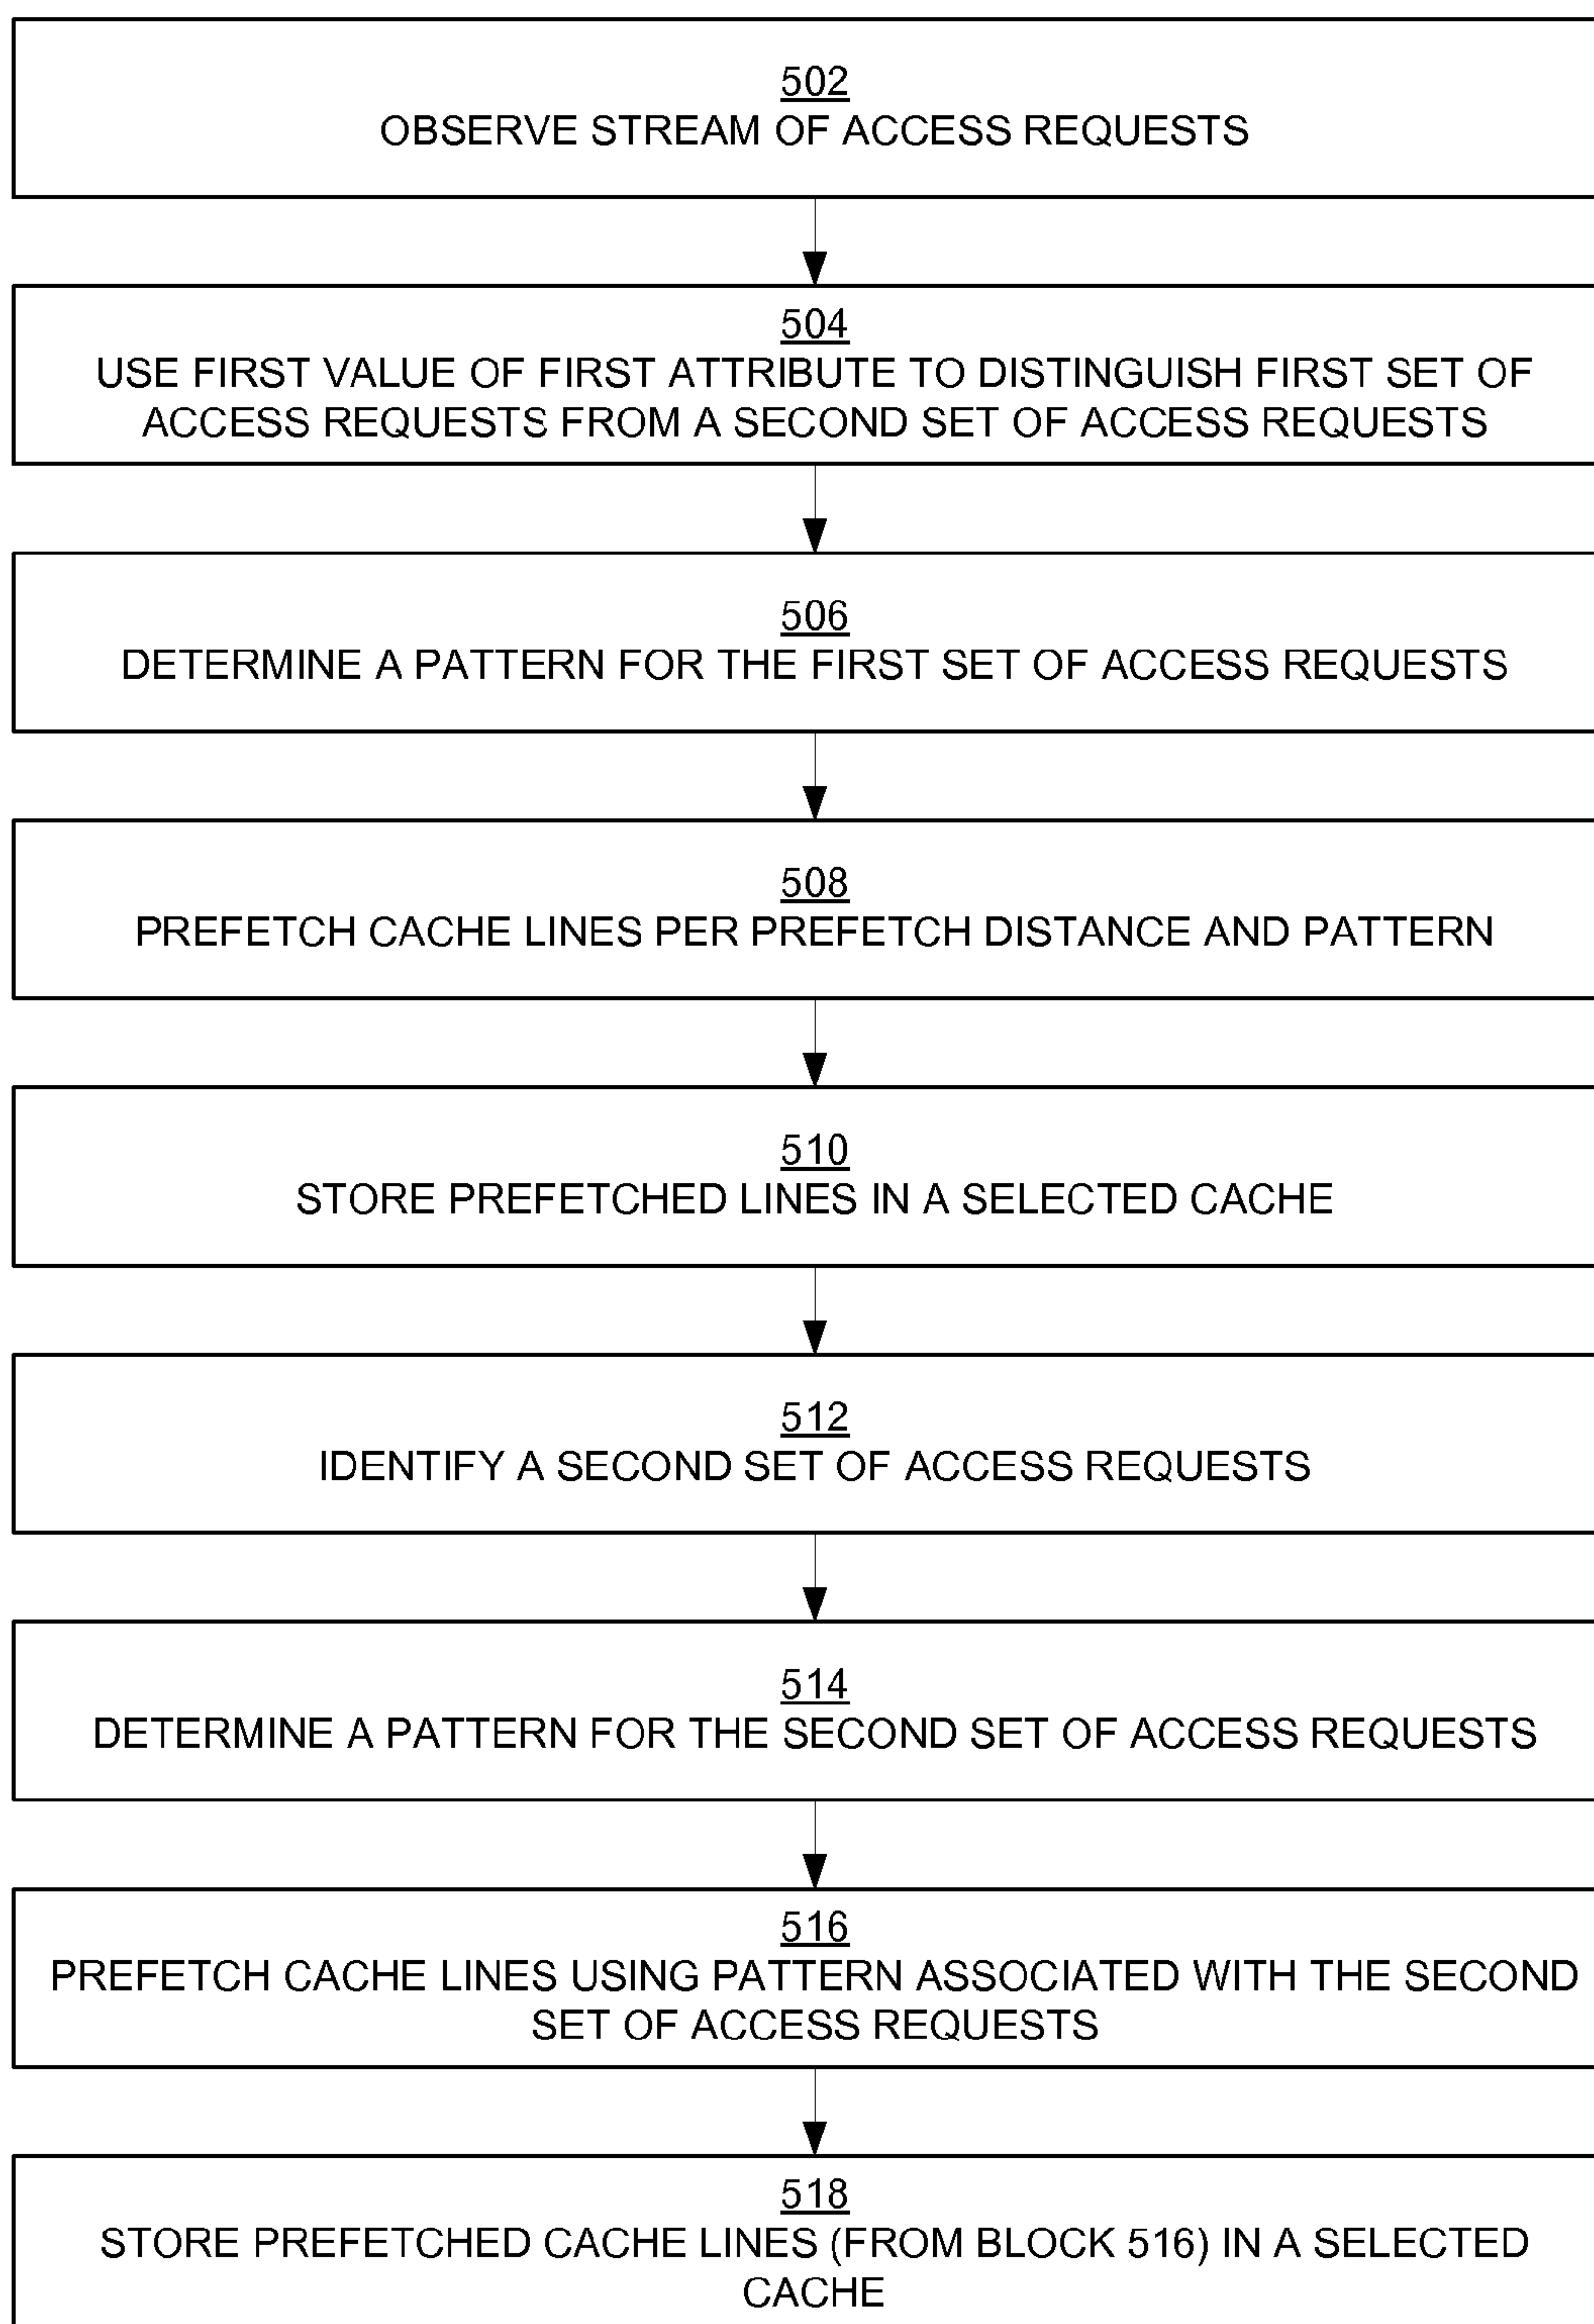 502
OBSERVE STREAM OF ACCESS REQUESTS
504
USE FIRST VALUE OF FIRST ATTRIBUTE TO DISTINGUISH FIRST SET OF
ACCESS REQUESTS FROM A SECOND SET OF ACCESS REQUESTS
506
DETERMINE A PATTERN FOR THE FIRST SET OF ACCESS REQUESTS
508
PREFETCH CACHE LINES PER PREFETCH DISTANCE AND PATTERN
510
STORE PREFETCHED LINES IN A SELECTED CACHE
512
IDENTIFY A SECOND SET OF ACCESS REQUESTS
514
DETERMINE A PATTERN FOR THE SECOND SET OF ACCESS REQUESTS
516
PREFETCH CACHE LINES USING PATTERN ASSOCIATED WITH THE SECOND
SET OF ACCESS REQUESTS
518
STORE PREFETCHED CACHE LINES (FROM BLOCK 516) IN A SELECTED
CACHE